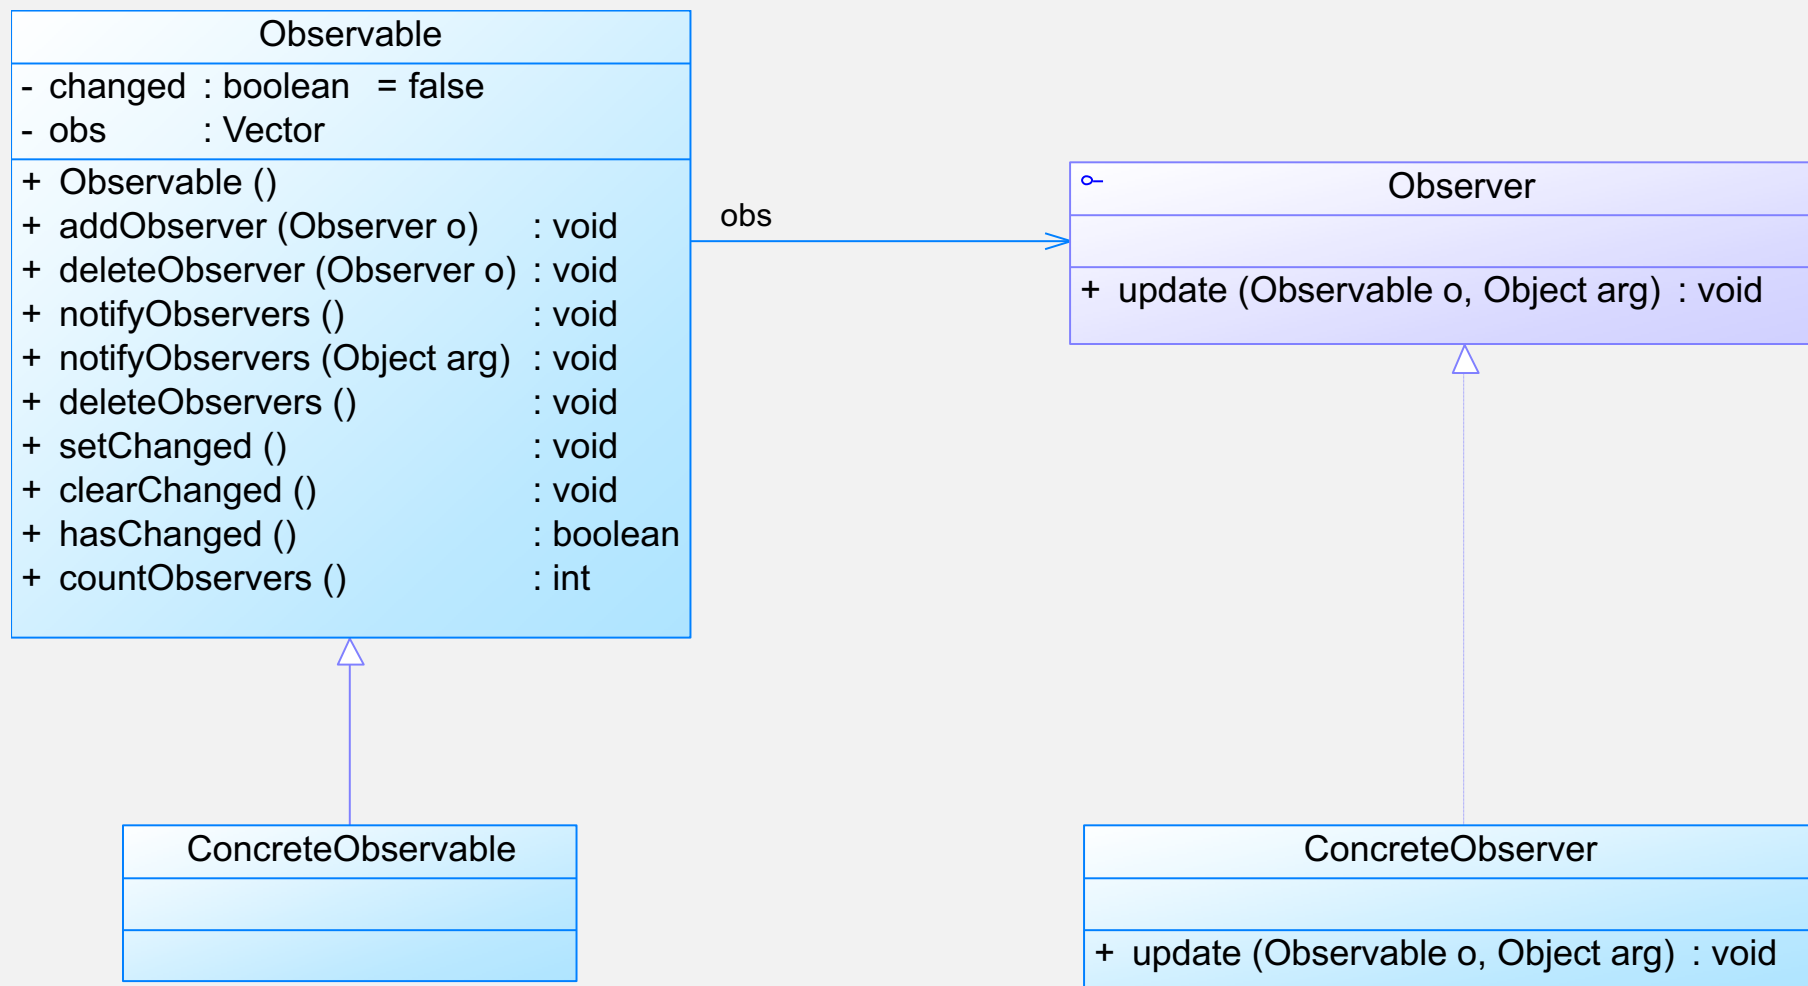 Observable
- changed : boolean = false
- obs : Vector
+ Observable ()
+ addObserver (Observer o) : void
+ deleteObserver (Observer o) : void
+ notifyObservers () : void
+ notifyObservers (Object arg) : void
+ deleteObservers () : void
+ setChanged () : void
+ clearChanged () : void
+ hasChanged () : boolean
+ countObservers () : int
obs
Observer
+ update (Observable o, Object arg) : void
ConcreteObservable
ConcreteObserver
+ update (Observable o, Object arg) : void